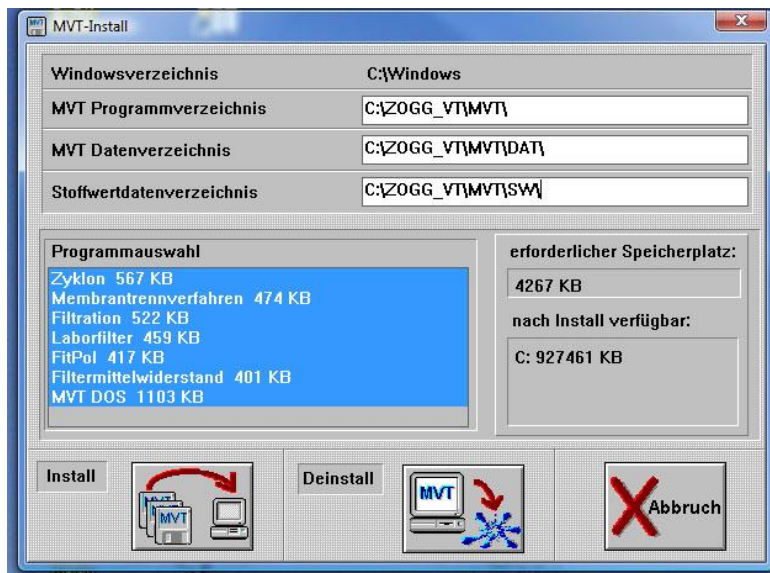 MVT-Install
Windowsverzeichnis C:\Windows
MVT Programmverzeichnis C:\ZOGG_VT\MVT\
MVT Datenverzeichnis C:\ZOGG_VT\MVT\DAT\
Stoffwertdatenverzeichnis C:\ZOGG_VT\MVT\SW\
Programmauswahl
Zyklon 567 KB
Membrantrennverfahren 474 KB
Filtration 522 KB
Laborfilter 459 KB
FitPol 417 KB
Filtermittelwiderstand 401 KB
MVT DOS 1103 KB
erforderlicher Speicherplatz:
4267 KB
nach Install verfügbar:
C: 927461 KB
Install
MVT
Deinstall
MVT
Abbruch